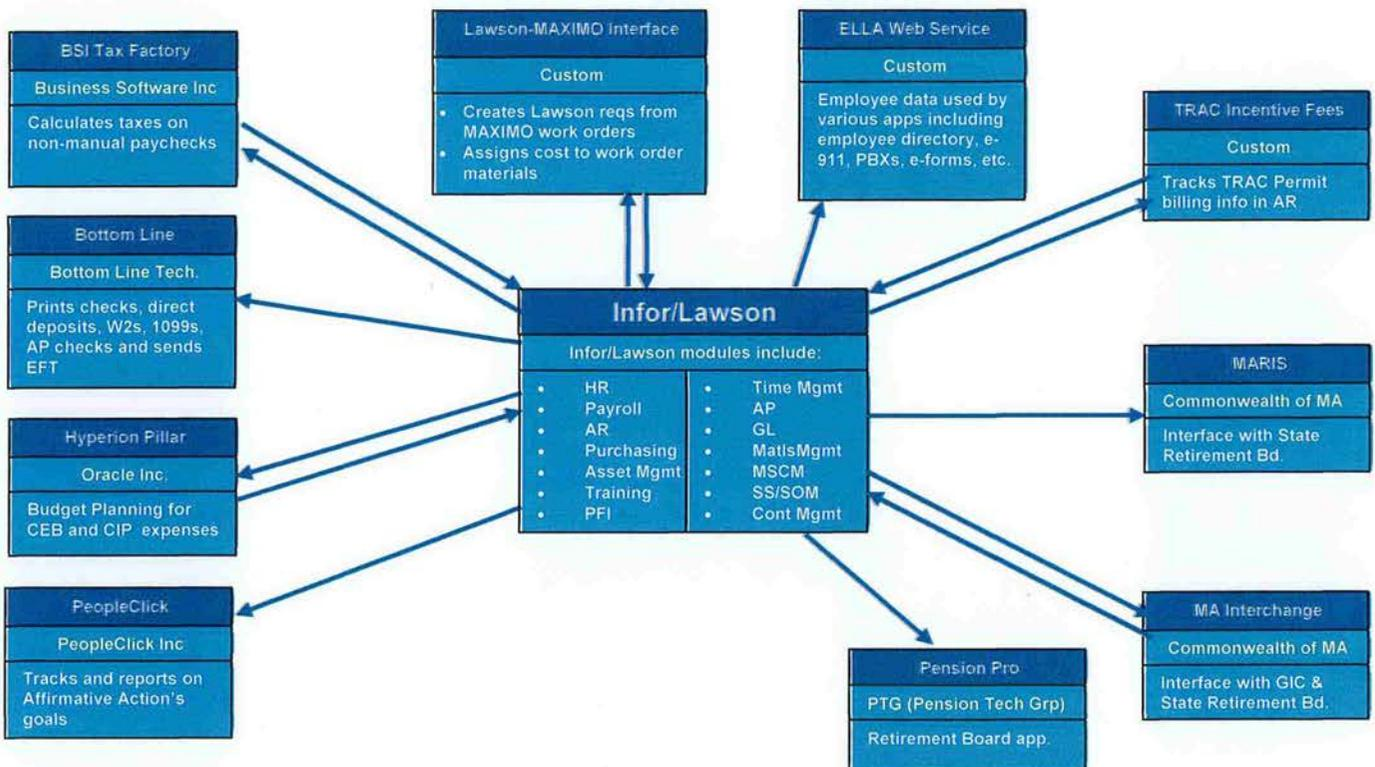 BSI Tax Factory
Business Software Inc
Calculates taxes on
non-manual paychecks
Lawson-MAXIMO Interface
Custom
• Creates Lawson reqs from
MAXIMO work orders
• Assigns cost to work order
materials
ELLA Web Service
Custom
Employee data used by
various apps including
employee directory, e-
911, PBXs, e-forms, etc.
TRAC Incentive Fees
Custom
Tracks TRAC Permit
billing info in AR
Bottom Line
Bottom Line Tech.
Prints checks, direct
deposits, W2s, 1099s,
AP checks and sends
EFT
Infor/Lawson
Infor/Lawson modules include:
• HR
• Payroll
• AR
• Purchasing
• Asset Mgmt
• Training
• PFI
• Time Mgmt
• AP
• GL
• MatlsMgmt
• MSCM
• SS/SOM
• Cont Mgmt
MARIS
Commonwealth of MA
Interface with State
Retirement Bd.
Hyperion Pillar
Oracle Inc.
Budget Planning for
CEB and CIP expenses
PeopleClick
PeopleClick Inc
Tracks and reports on
Affirmative Action's
goals
Pension Pro
PTG (Pension Tech Grp)
Retirement Board app.
MA Interchange
Commonwealth of MA
Interface with GIC &
State Retirement Bd.